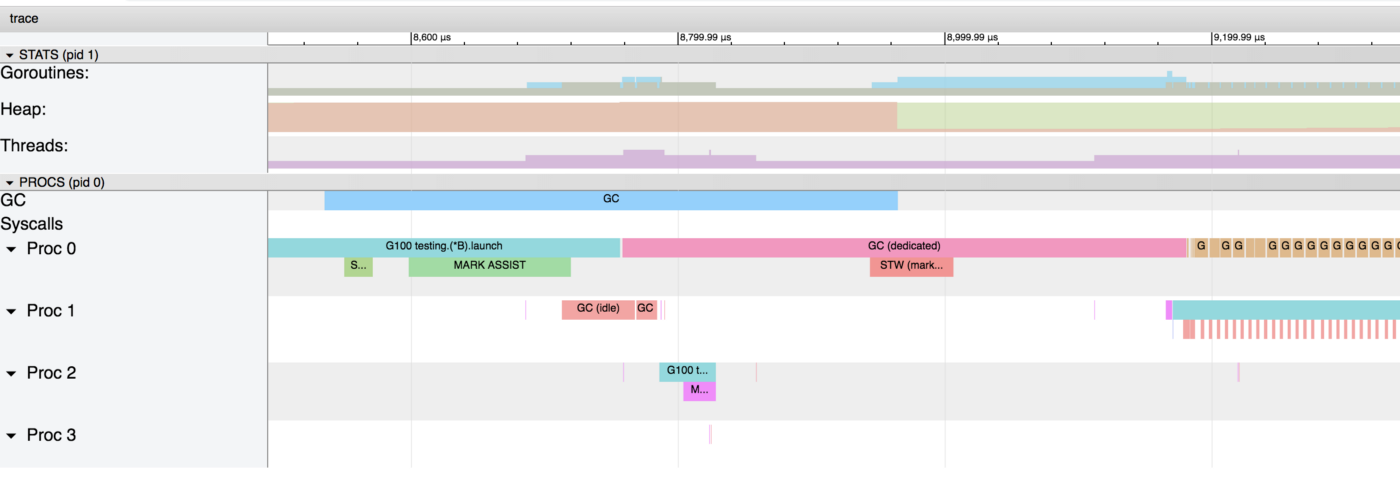 trace
8,600 µs 8,799.99 µs 8,999.99 µs 9,199.99 µs
STATS (pid 1)
Goroutines:
Heap:
Threads:
PROCS (pid 0)
GC GC
Syscalls
Proc 0 G100 testing.(*B).launch GC (dedicated) G G G G G G G G G G G G G
S... MARK ASSIST STW (mark...
Proc 1 GC (idle) GC
Proc 2 G100 t...
M...
Proc 3